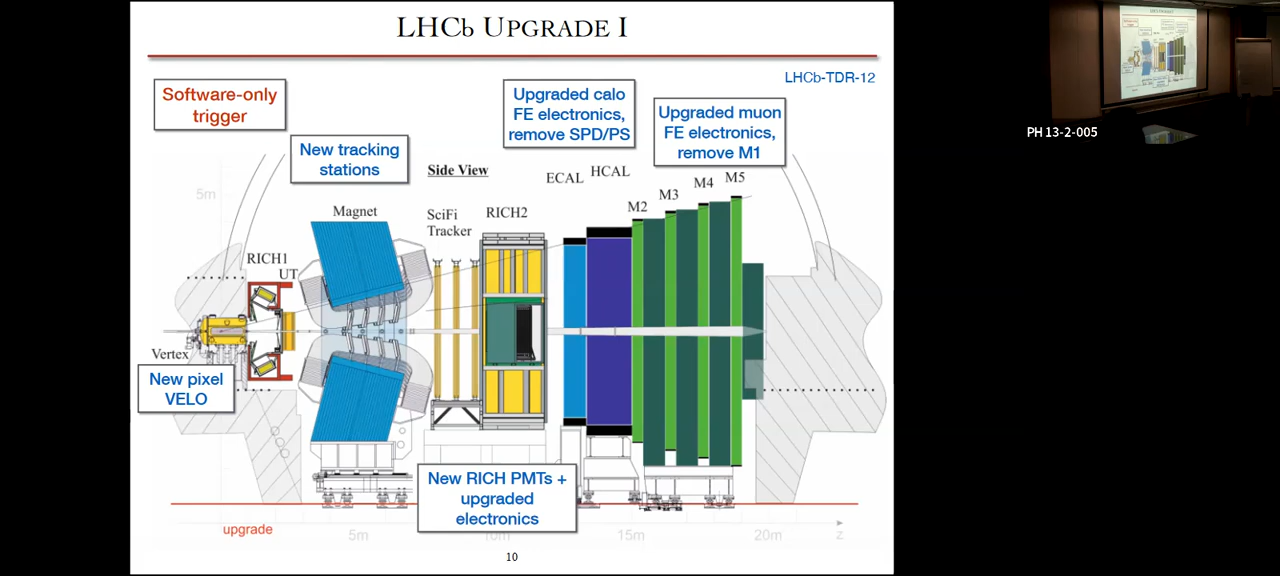 LHCb UPGRADE I
LHCb-TDR-12
Software-only
trigger
New tracking
stations
Upgraded calo
FE electronics,
remove SPD/PS
Upgraded muon
FE electronics,
remove M1
Side View
5m
Magnet
SciFi
Tracker
RICH2
ECAL
HCAL
M2
M3
M4
M5
RICH1
UT
Vertex
New pixel
VELO
New RICH PMTs +
upgraded
electronics
upgrade
5m
10m
15m
20m
z
10
PH 13-2-005